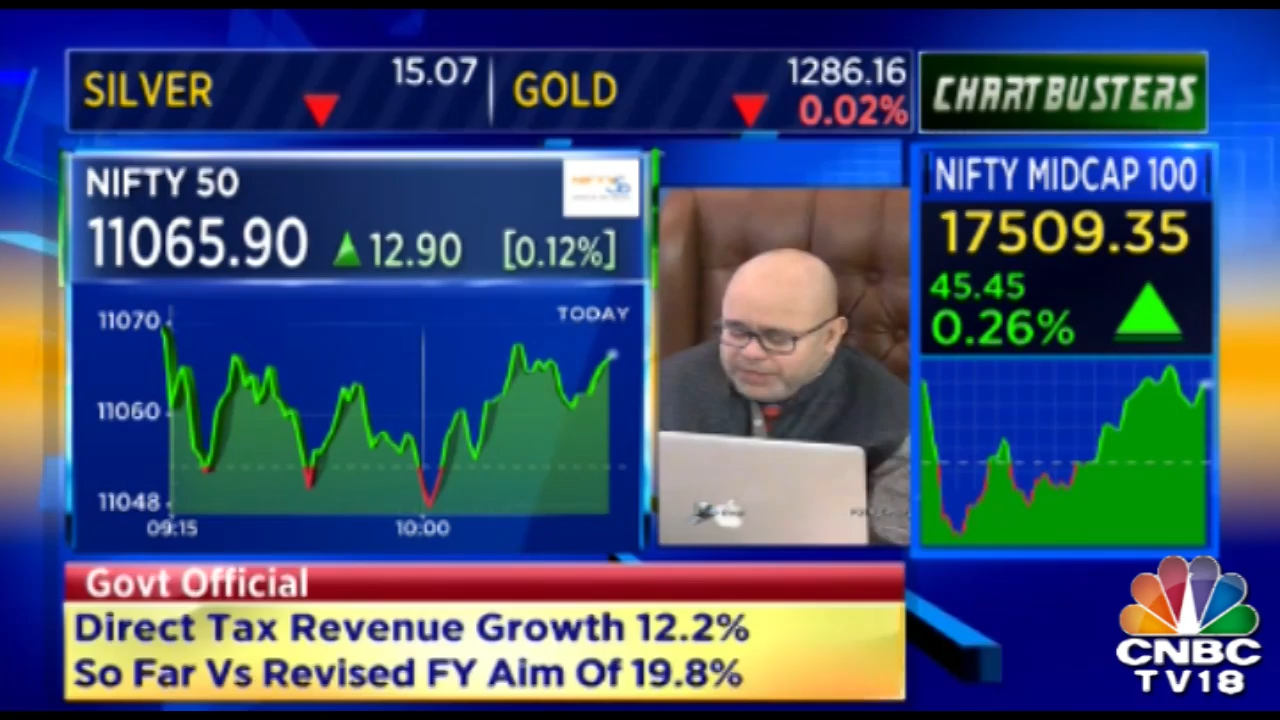 SILVER
15.07
GOLD
1286.16
0.02%
CHARTBUSTERS
NIFTY 50
11065.90
12.90 [0.12%]
TODAY
11070
11060
11048
09:15 10:00
NIFTY MIDCAP 100
17509.35
45.45
0.26%
Govt Official
Direct Tax Revenue Growth 12.2%
So Far Vs Revised FY Aim Of 19.8%
CNBC
TV18